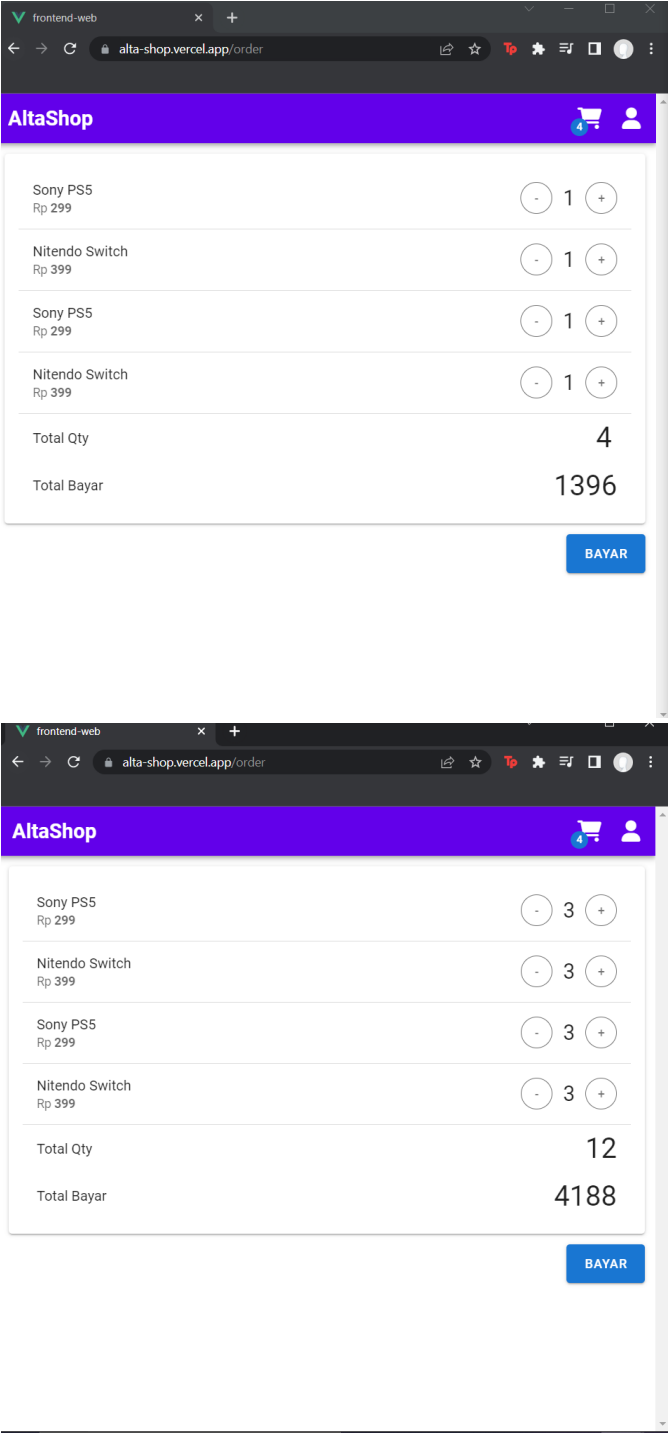 frontend-web
alta-shop.vercel.app/order
Tp
AltaShop
4
Sony PS5
Rp 299
- 1 +
Nitendo Switch
Rp 399
- 1 +
Sony PS5
Rp 299
- 1 +
Nitendo Switch
Rp 399
- 1 +
Total Qty 4
Total Bayar 1396
BAYAR
frontend-web
alta-shop.vercel.app/order
Tp
AltaShop
4
Sony PS5
Rp 299
- 3 +
Nitendo Switch
Rp 399
- 3 +
Sony PS5
Rp 299
- 3 +
Nitendo Switch
Rp 399
- 3 +
Total Qty 12
Total Bayar 4188
BAYAR